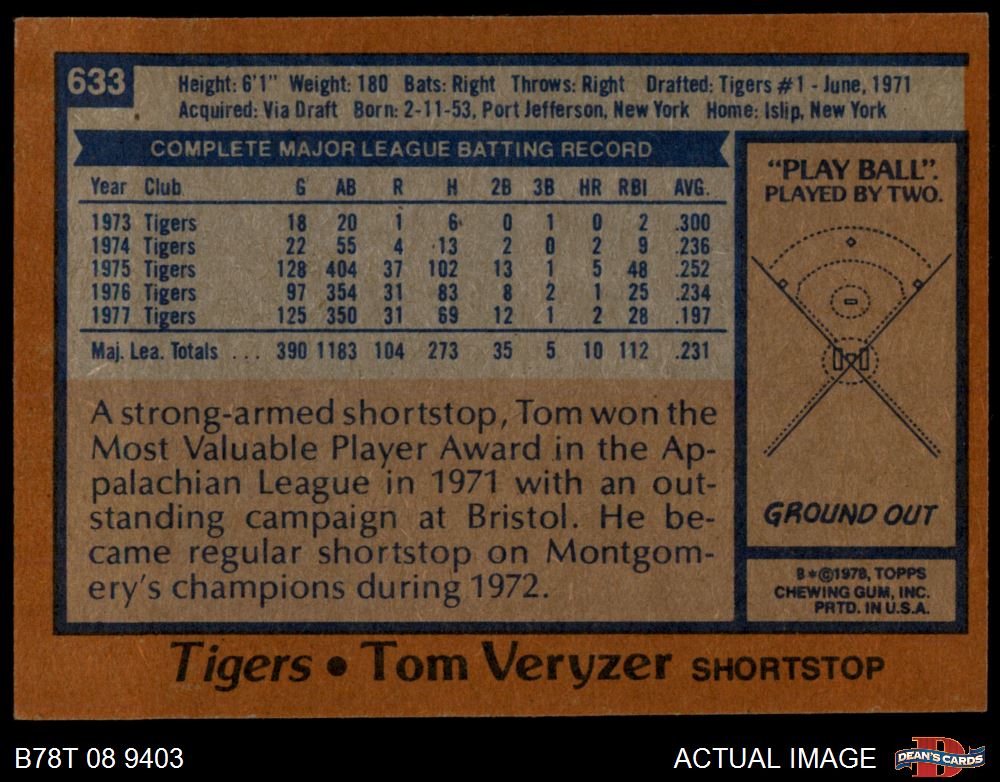 633
Height: 6'1" Weight: 180 Bats: Right Throws: Right Drafted: Tigers #1 - June, 1971
Acquired: Via Draft Born: 2-11-53, Port Jefferson, New York Home: Islip, New York
COMPLETE MAJOR LEAGUE BATTING RECORD
Year Club G AB R H 2B 3B HR RBI AVG.
1973 Tigers 18 20 1 6 0 1 0 2 .300
1974 Tigers 22 55 4 13 2 0 2 9 .236
1975 Tigers 128 404 37 102 13 1 5 48 .252
1976 Tigers 97 354 31 83 8 2 1 25 .234
1977 Tigers 125 350 31 69 12 1 2 28 .197
Maj. Lea. Totals ... 390 1183 104 273 35 5 10 112 .231
A strong-armed shortstop, Tom won the
Most Valuable Player Award in the Ap-
palachian League in 1971 with an out-
standing campaign at Bristol. He be-
came regular shortstop on Montgom-
ery's champions during 1972.
"PLAY BALL".
PLAYED BY TWO.
GROUND OUT
B*©1978, TOPPS
CHEWING GUM, INC.
PRTD. IN U.S.A.
Tigers • Tom Veryzer SHORTSTOP
B78T 08 9403
ACTUAL IMAGE
D
DEAN'S CARDS